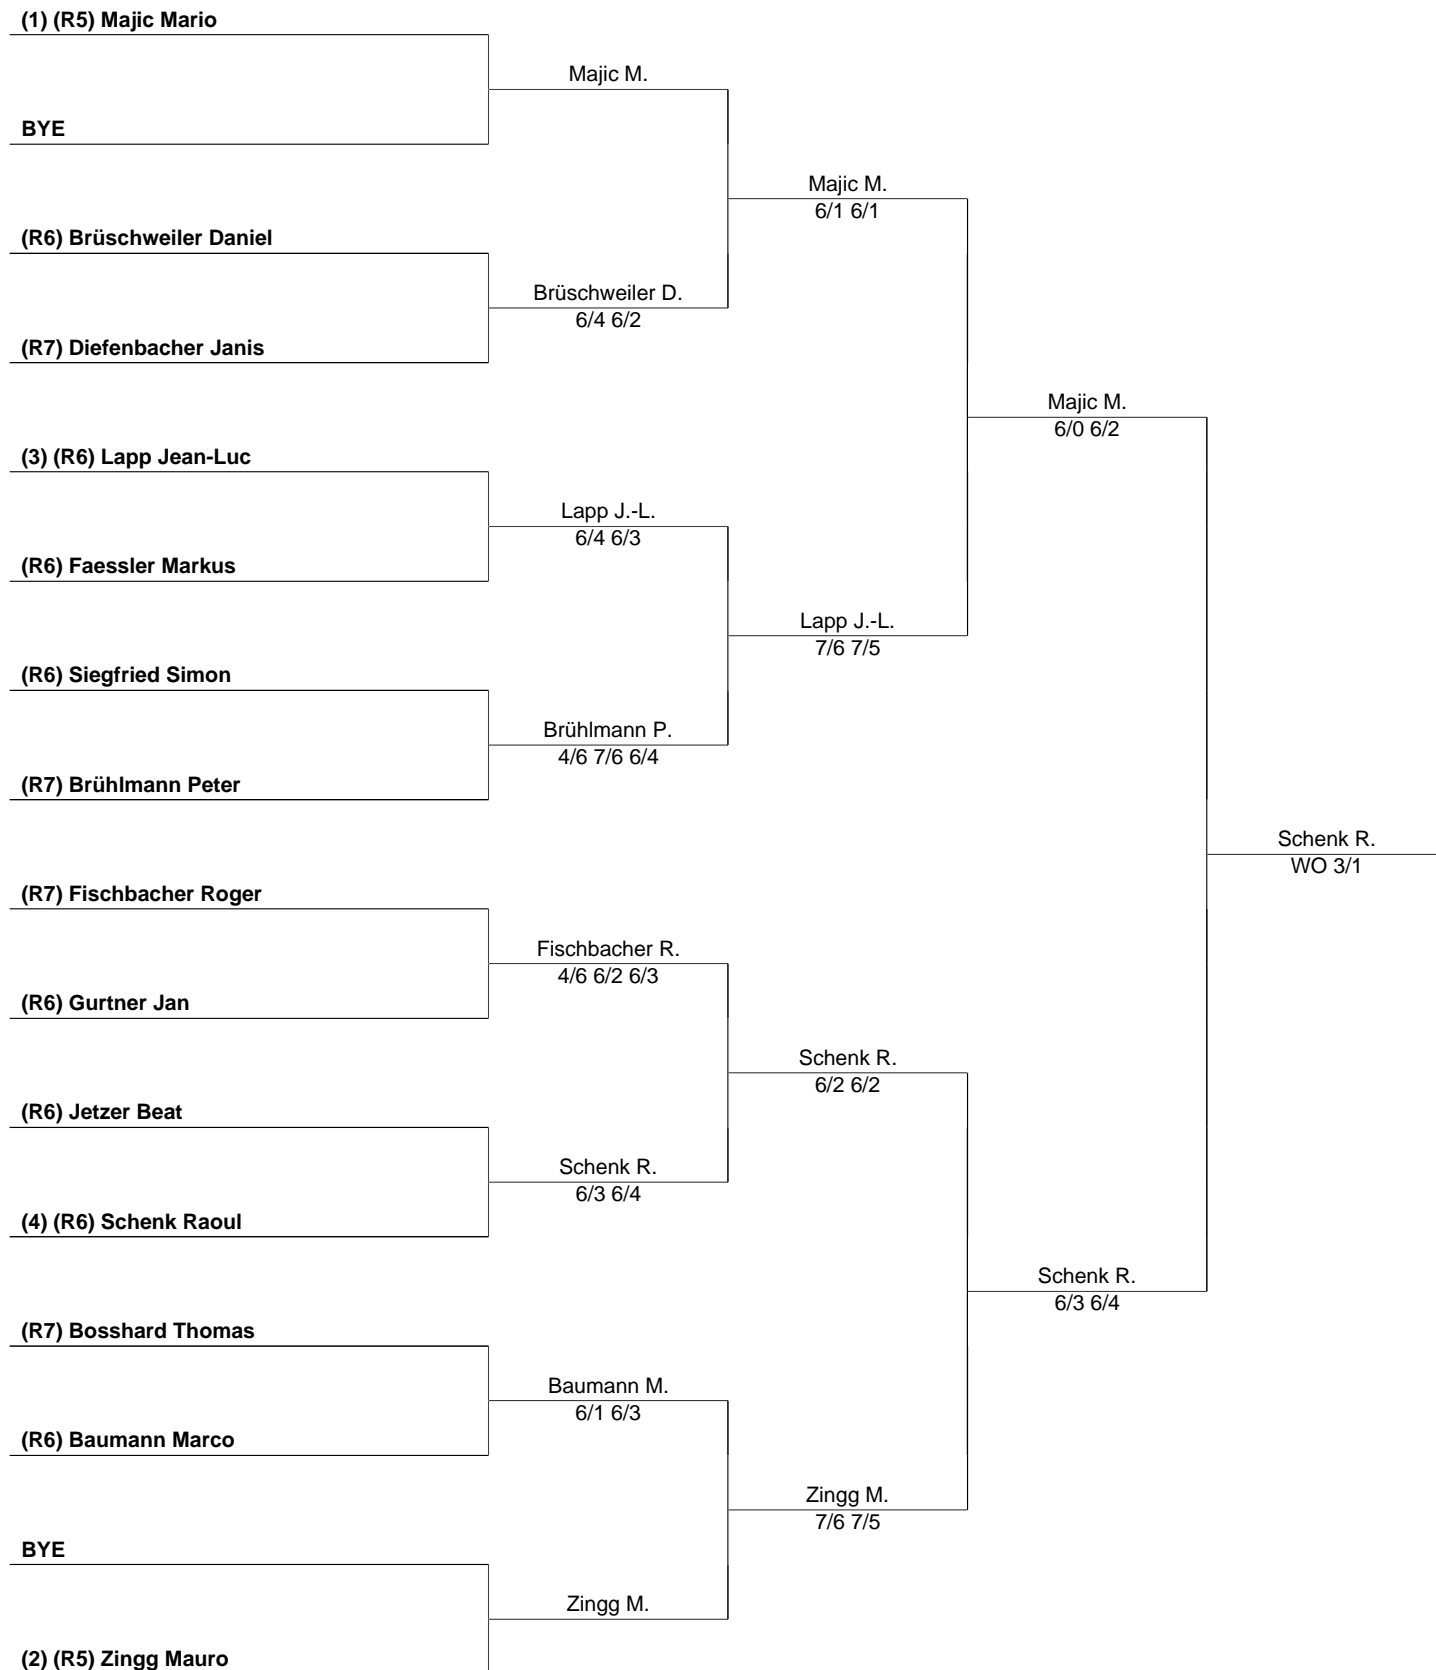 (1) (R5) Majic Mario
Majic M.
BYE
Majic M.
6/1 6/1
(R6) Brüschweiler Daniel
Brüschweiler D.
6/4 6/2
(R7) Diefenbacher Janis
Majic M.
6/0 6/2
(3) (R6) Lapp Jean-Luc
Lapp J.-L.
6/4 6/3
(R6) Faessler Markus
Lapp J.-L.
7/6 7/5
(R6) Siegfried Simon
Brühlmann P.
4/6 7/6 6/4
(R7) Brühlmann Peter
Schenk R.
WO 3/1
(R7) Fischbacher Roger
Fischbacher R.
4/6 6/2 6/3
(R6) Gurtner Jan
Schenk R.
6/2 6/2
(R6) Jetzer Beat
Schenk R.
6/3 6/4
(4) (R6) Schenk Raoul
Schenk R.
6/3 6/4
(R7) Bosshard Thomas
Baumann M.
6/1 6/3
(R6) Baumann Marco
Zingg M.
7/6 7/5
BYE
Zingg M.
(2) (R5) Zingg Mauro